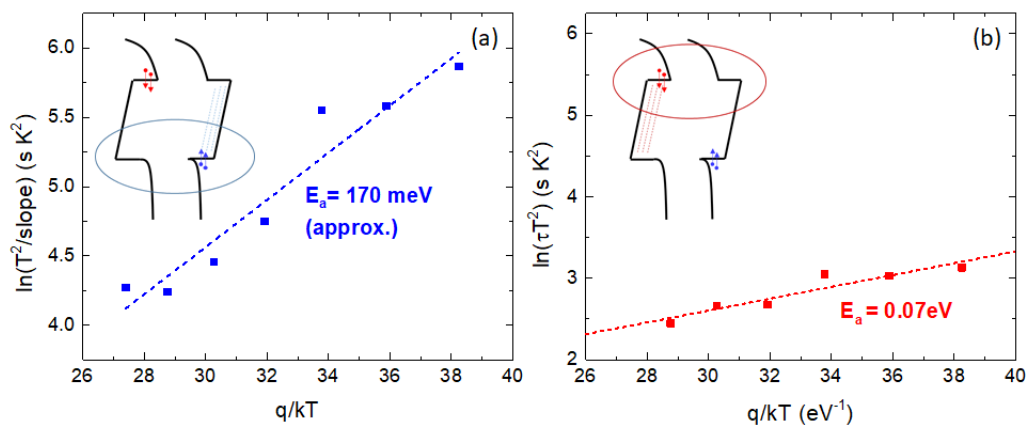 (a)
6.0
5.5
5.0
4.5
4.0
ln(T²/slope) (s K²)
Eₐ= 170 meV
(approx.)
26 28 30 32 34 36 38 40
q/kT
(b)
6
5
4
3
2
ln(τT²) (s K²)
Eₐ = 0.07eV
26 28 30 32 34 36 38 40
q/kT (eV⁻¹)